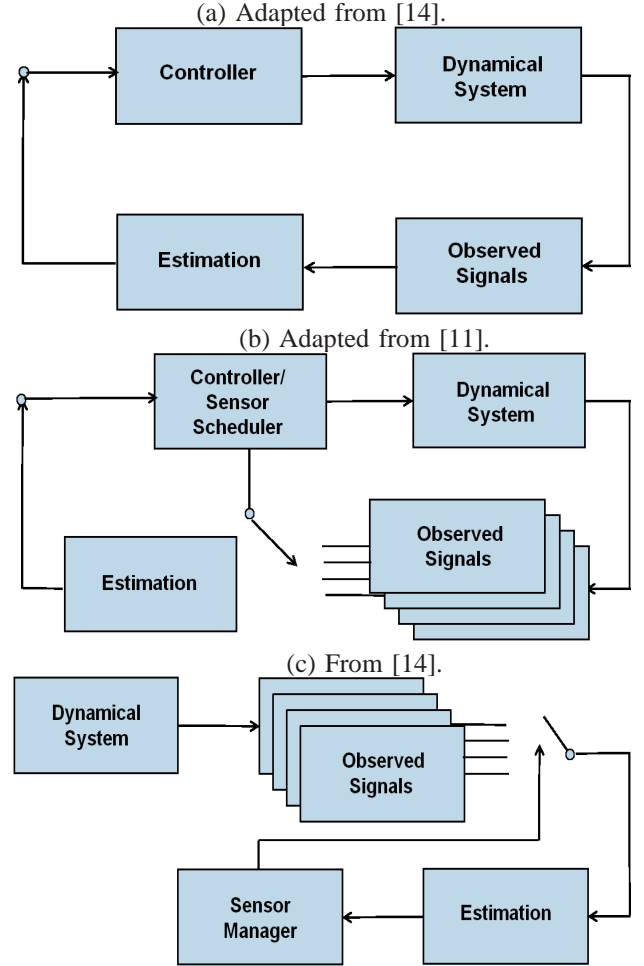 (a) Adapted from [14].
Controller
Dynamical
System
Estimation
Observed
Signals
(b) Adapted from [11].
Controller/
Sensor
Scheduler
Dynamical
System
Estimation
Observed
Signals
(c) From [14].
Dynamical
System
Observed
Signals
Sensor
Manager
Estimation